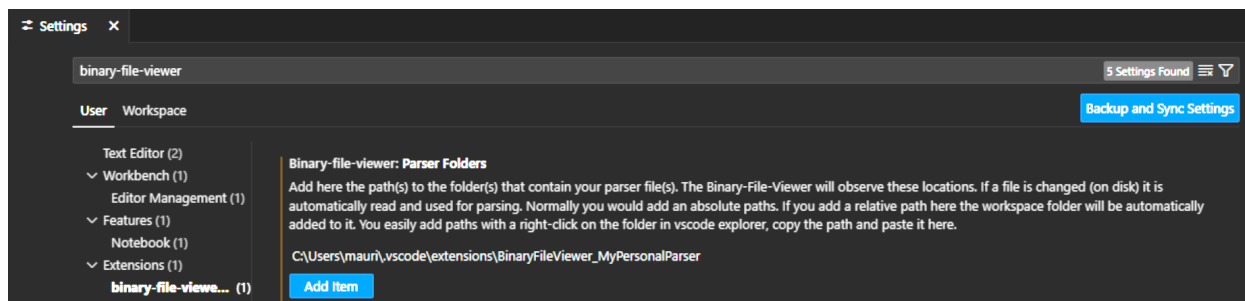 Settings
binary-file-viewer
5 Settings Found
User Workspace
Backup and Sync Settings
Text Editor (2)
Workbench (1)
Editor Management (1)
Features (1)
Notebook (1)
Extensions (1)
binary-file-viewe... (1)
Binary-file-viewer: Parser Folders
Add here the path(s) to the folder(s) that contain your parser file(s). The Binary-File-Viewer will observe these locations. If a file is changed (on disk) it is
automatically read and used for parsing. Normally you would add an absolute paths. If you add a relative path here the workspace folder will be automatically
added to it. You easily add paths with a right-click on the folder in vscode explorer, copy the path and paste it here.
C:\Users\mauri\.vscode\extensions\BinaryFileViewer_MyPersonalParser
Add Item